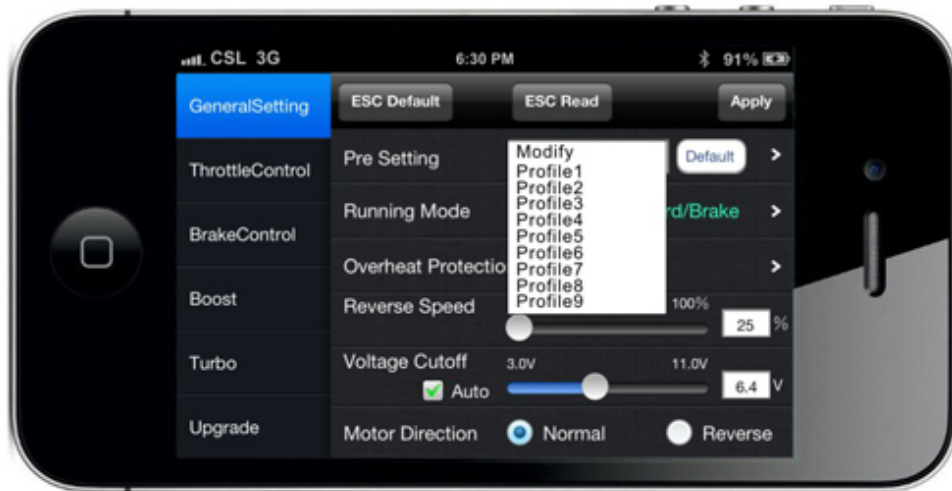 CSL 3G 6:30 PM 91%
GeneralSetting
ThrottleControl
BrakeControl
Boost
Turbo
Upgrade
ESC Default ESC Read Apply
Pre Setting Default >
Modify
Profile1
Profile2
Profile3
Profile4
Profile5
Profile6
Profile7
Profile8
Profile9
Running Mode rd/Brake >
Overheat Protectio >
Reverse Speed 100%
25 %
Voltage Cutoff 3.0V 11.0V
Auto 6.4 V
Motor Direction Normal Reverse